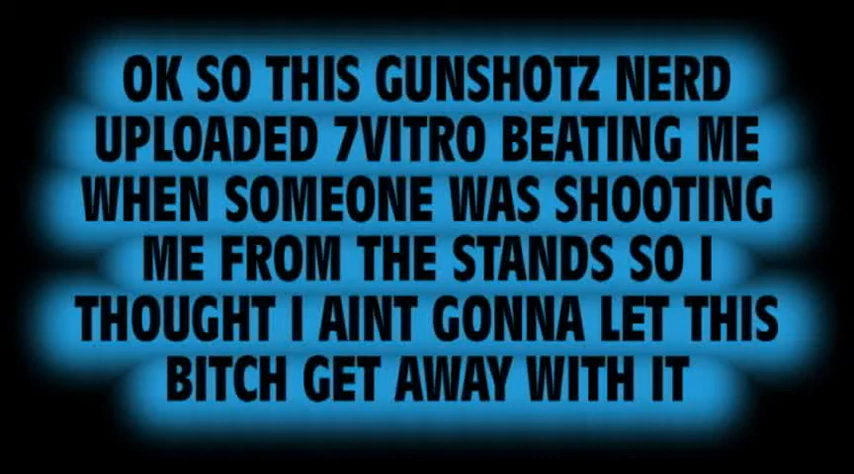 OK SO THIS GUNSHOTZ NERD
UPLOADED 7VITRO BEATING ME
WHEN SOMEONE WAS SHOOTING
ME FROM THE STANDS SO I
THOUGHT I AINT GONNA LET THIS
BITCH GET AWAY WITH IT